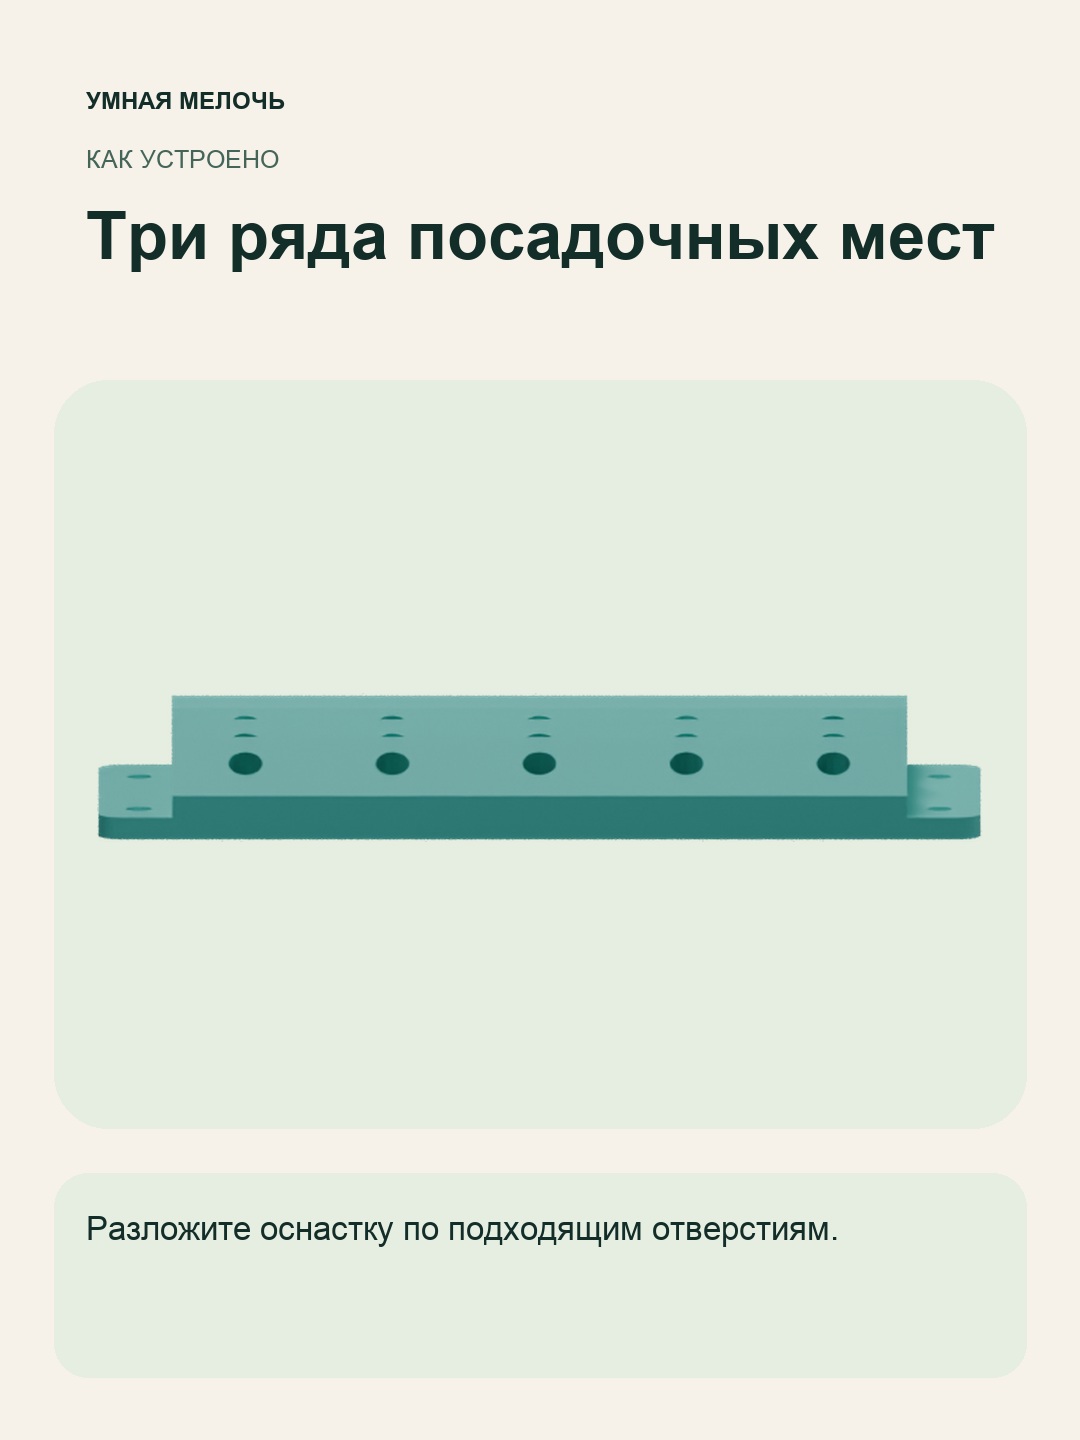 УМНАЯ МЕЛОЧЬ
КАК УСТРОЕНО
Три ряда посадочных мест
Разложите оснастку по подходящим отверстиям.